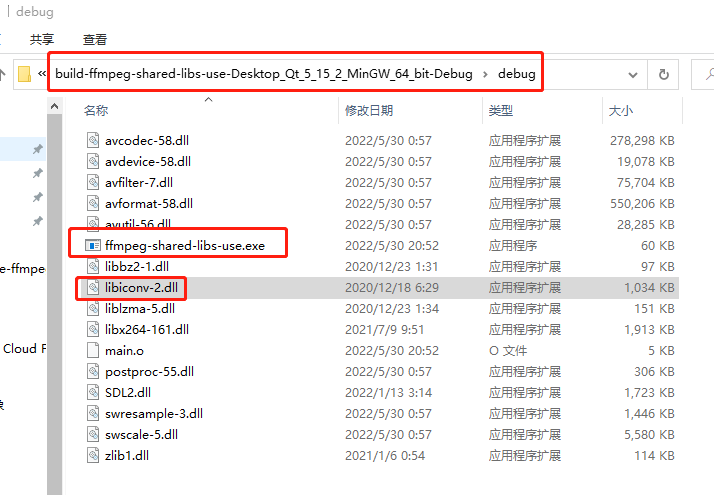 debug
共享 查看
« build-ffmpeg-shared-libs-use-Desktop_Qt_5_15_2_MinGW_64_bit-Debug › debug
名称 修改日期 类型 大小
avcodec-58.dll 2022/5/30 0:57 应用程序扩展 278,298 KB
avdevice-58.dll 2022/5/30 0:57 应用程序扩展 19,078 KB
avfilter-7.dll 2022/5/30 0:57 应用程序扩展 75,704 KB
avformat-58.dll 2022/5/30 0:57 应用程序扩展 550,206 KB
avutil-56.dll 2022/5/30 0:57 应用程序扩展 28,285 KB
ffmpeg-shared-libs-use.exe 2022/5/30 20:52 应用程序 60 KB
e-ffmp
libbz2-1.dll 2020/12/23 1:31 应用程序扩展 97 KB
libiconv-2.dll 2020/12/18 6:29 应用程序扩展 1,034 KB
liblzma-5.dll 2020/12/23 1:34 应用程序扩展 151 KB
libx264-161.dll 2021/7/9 9:51 应用程序扩展 1,913 KB
Cloud F
main.o 2022/5/30 20:52 O 文件 5 KB
postproc-55.dll 2022/5/30 0:57 应用程序扩展 306 KB
SDL2.dll 2022/1/13 3:14 应用程序扩展 1,723 KB
swresample-3.dll 2022/5/30 0:57 应用程序扩展 1,446 KB
swscale-5.dll 2022/5/30 0:57 应用程序扩展 5,580 KB
zlib1.dll 2021/1/6 0:54 应用程序扩展 114 KB